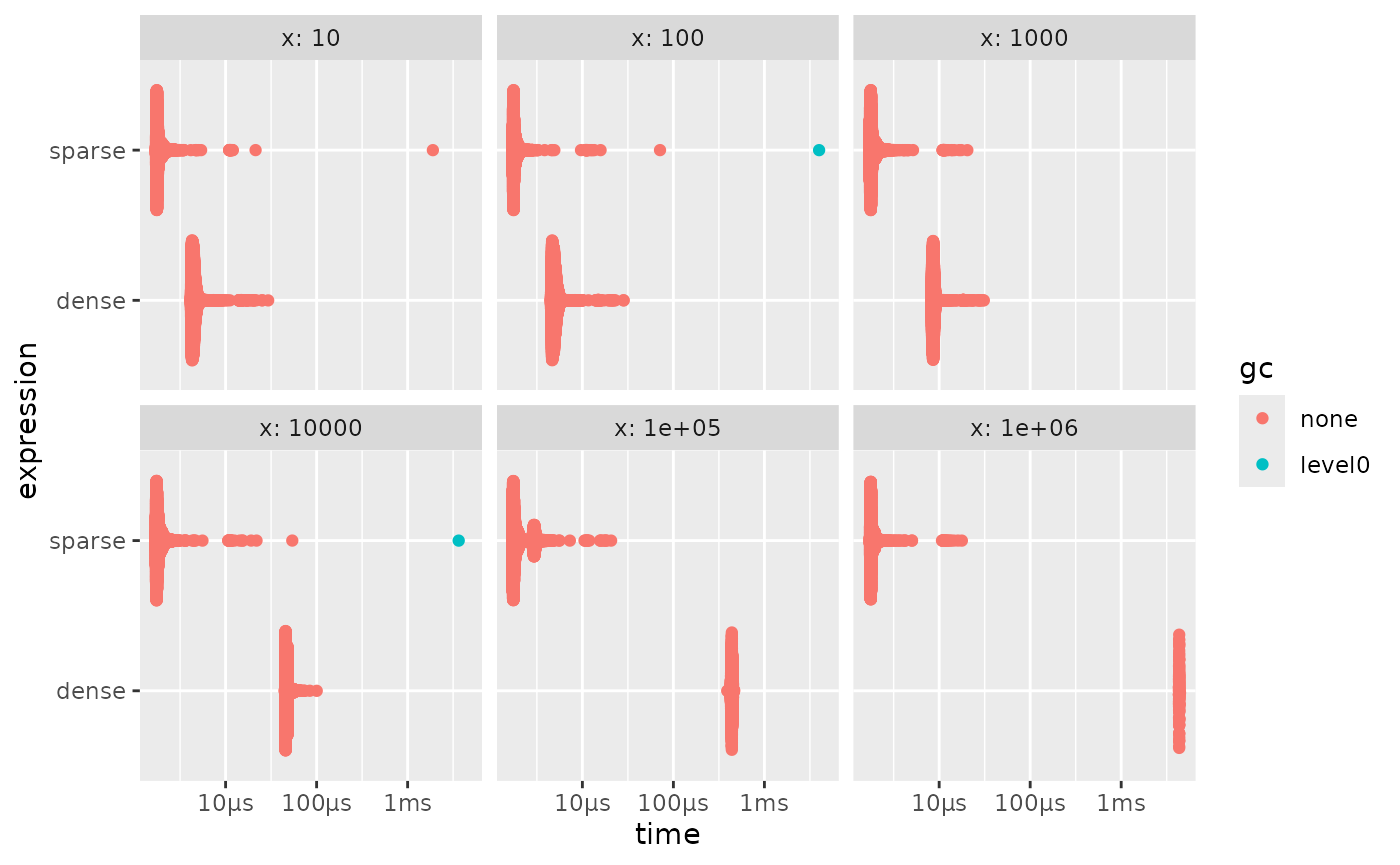 x: 10
x: 100
x: 1000
sparse
dense
x: 10000
x: 1e+05
x: 1e+06
sparse
dense
10µs
100µs
1ms
10µs
100µs
1ms
10µs
100µs
1ms
time
expression
gc
none
level0